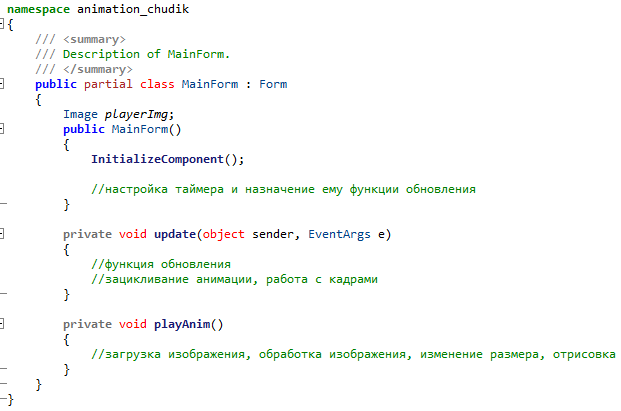 namespace animation_chudik
{
/// <summary>
/// Description of MainForm.
/// </summary>
public partial class MainForm : Form
{
Image playerImg;
public MainForm()
{
InitializeComponent();
//настройка таймера и назначение ему функции обновления
}
private void update(object sender, EventArgs e)
{
//функция обновления
//зацикливание анимации, работа с кадрами
}
private void playAnim()
{
//загрузка изображения, обработка изображения, изменение размера, отрисовка
}
}
}